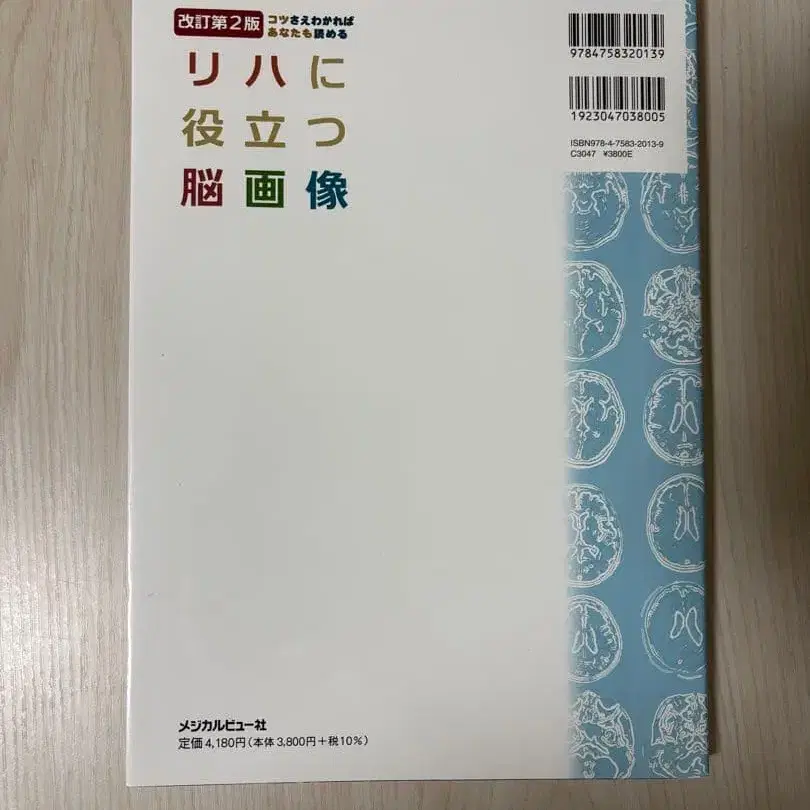 改訂第2版
コツさえわかれば
あなたも読める
リハに
役立つ
脳画像
9784758320139
1923047038005
ISBN978-4-7583-2013-9
C3047 ¥3800E
メジカルビュー社
定価4,180円(本体3,800円+税10%)